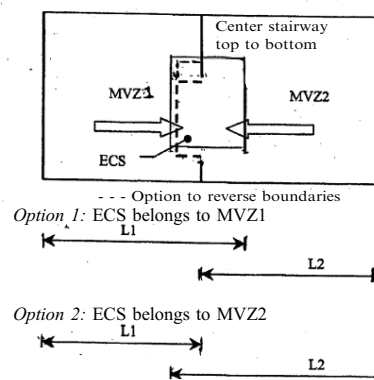 Center stairway
top to bottom
MVZ1
MVZ2
ECS
- - - Option to reverse boundaries
Option 1: ECS belongs to MVZ1
L1
L2
Option 2: ECS belongs to MVZ2
L1
L2